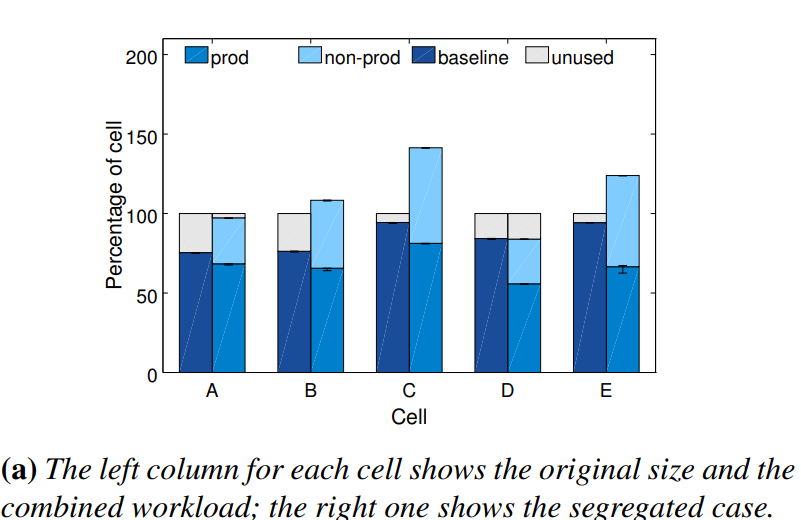 200
prod non-prod baseline unused
150
100
50
0
Percentage of cell
A B C D E
Cell
(a) The left column for each cell shows the original size and the
combined workload; the right one shows the segregated case.